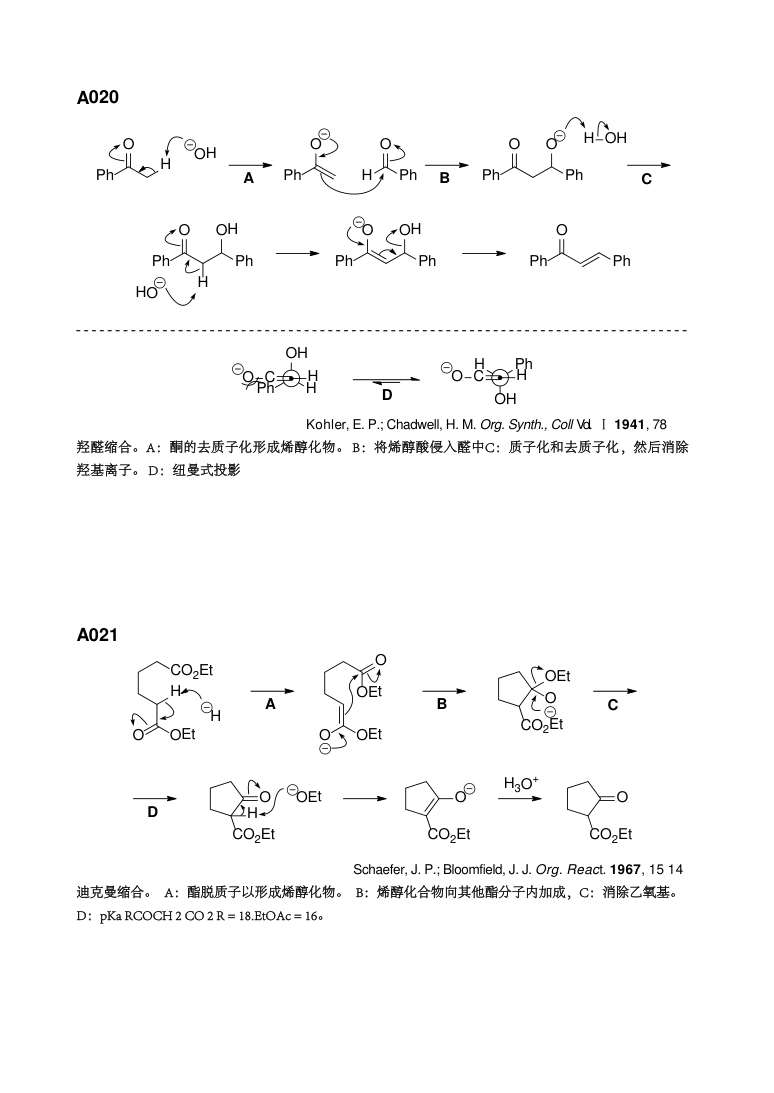 A020
O
H
⊖OH
Ph
A
O⊖
Ph
O
H
Ph
B
O
O⊖
H–OH
Ph
Ph
C
O
OH
Ph
Ph
H
HO⊖
⊖O
OH
Ph
Ph
O
Ph
Ph
OH
⊖O
C
H
Ph
H
D
⊖O–C
H
Ph
H
OH
Kohler, E. P.; Chadwell, H. M. Org. Synth., Coll Vol. Ⅰ 1941, 78
羟醛缩合。A：酮的去质子化形成烯醇化物。 B：将烯醇酸侵入醛中C：质子化和去质子化，然后消除
羟基离子。 D：纽曼式投影
A021
CO2Et
H
⊖H
O
OEt
A
O
OEt
O⊖
OEt
B
OEt
O⊖
CO2Et
C
D
O
H
⊖OEt
CO2Et
O⊖
CO2Et
H3O+
O
CO2Et
Schaefer, J. P.; Bloomfield, J. J. Org. React. 1967, 15 14
迪克曼缩合。 A：酯脱质子以形成烯醇化物。 B：烯醇化合物向其他酯分子内加成，C：消除乙氧基。
D：pKa RCOCH 2 CO 2 R = 18.EtOAc = 16。